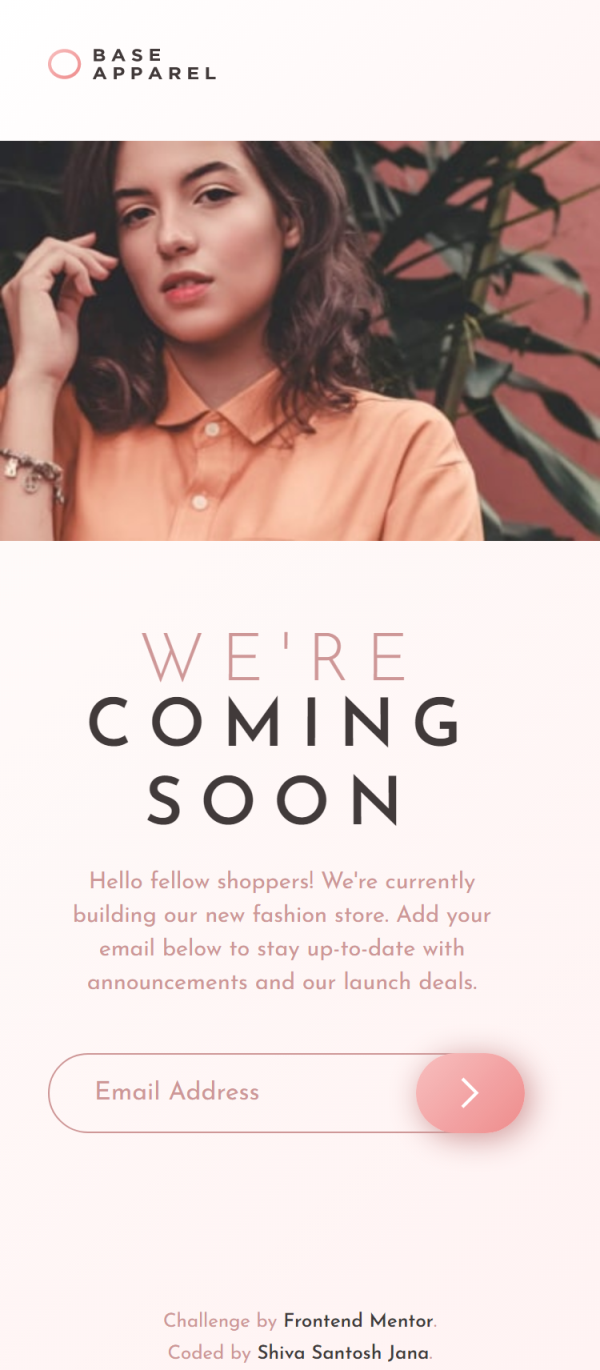 BASE
APPAREL
WE'RE
COMING
SOON
Hello fellow shoppers! We're currently
building our new fashion store. Add your
email below to stay up-to-date with
announcements and our launch deals.
Email Address
Challenge by Frontend Mentor.
Coded by Shiva Santosh Jana.